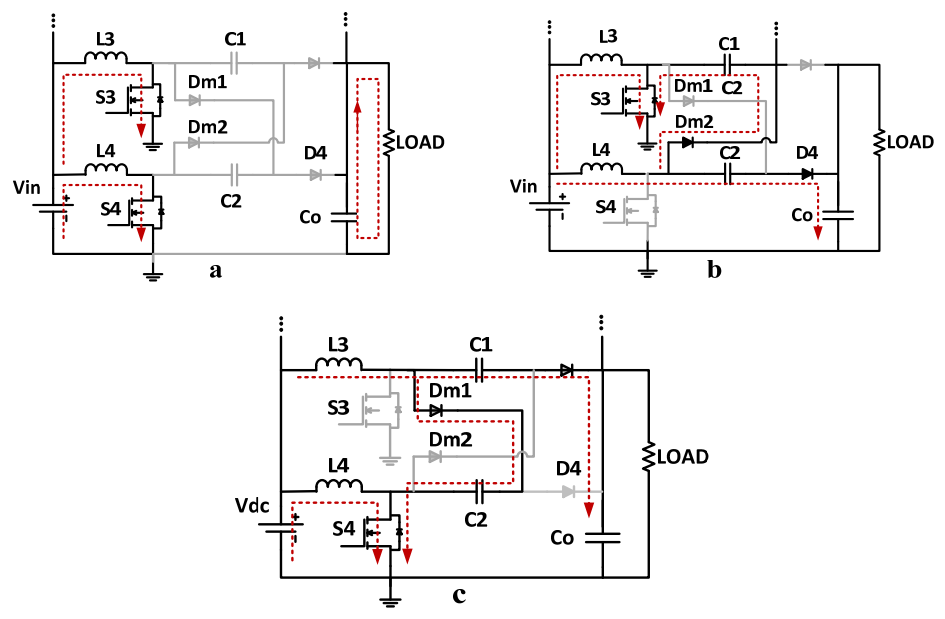 L3
C1
S3
Dm1
Dm2
L4
D4
LOAD
Vin
S4
C2
Co
a
L3
C1
S3
Dm1
C2
Dm2
L4
C2
D4
LOAD
Vin
S4
Co
b
L3
C1
S3
Dm1
Dm2
L4
D4
LOAD
Vdc
S4
C2
Co
c